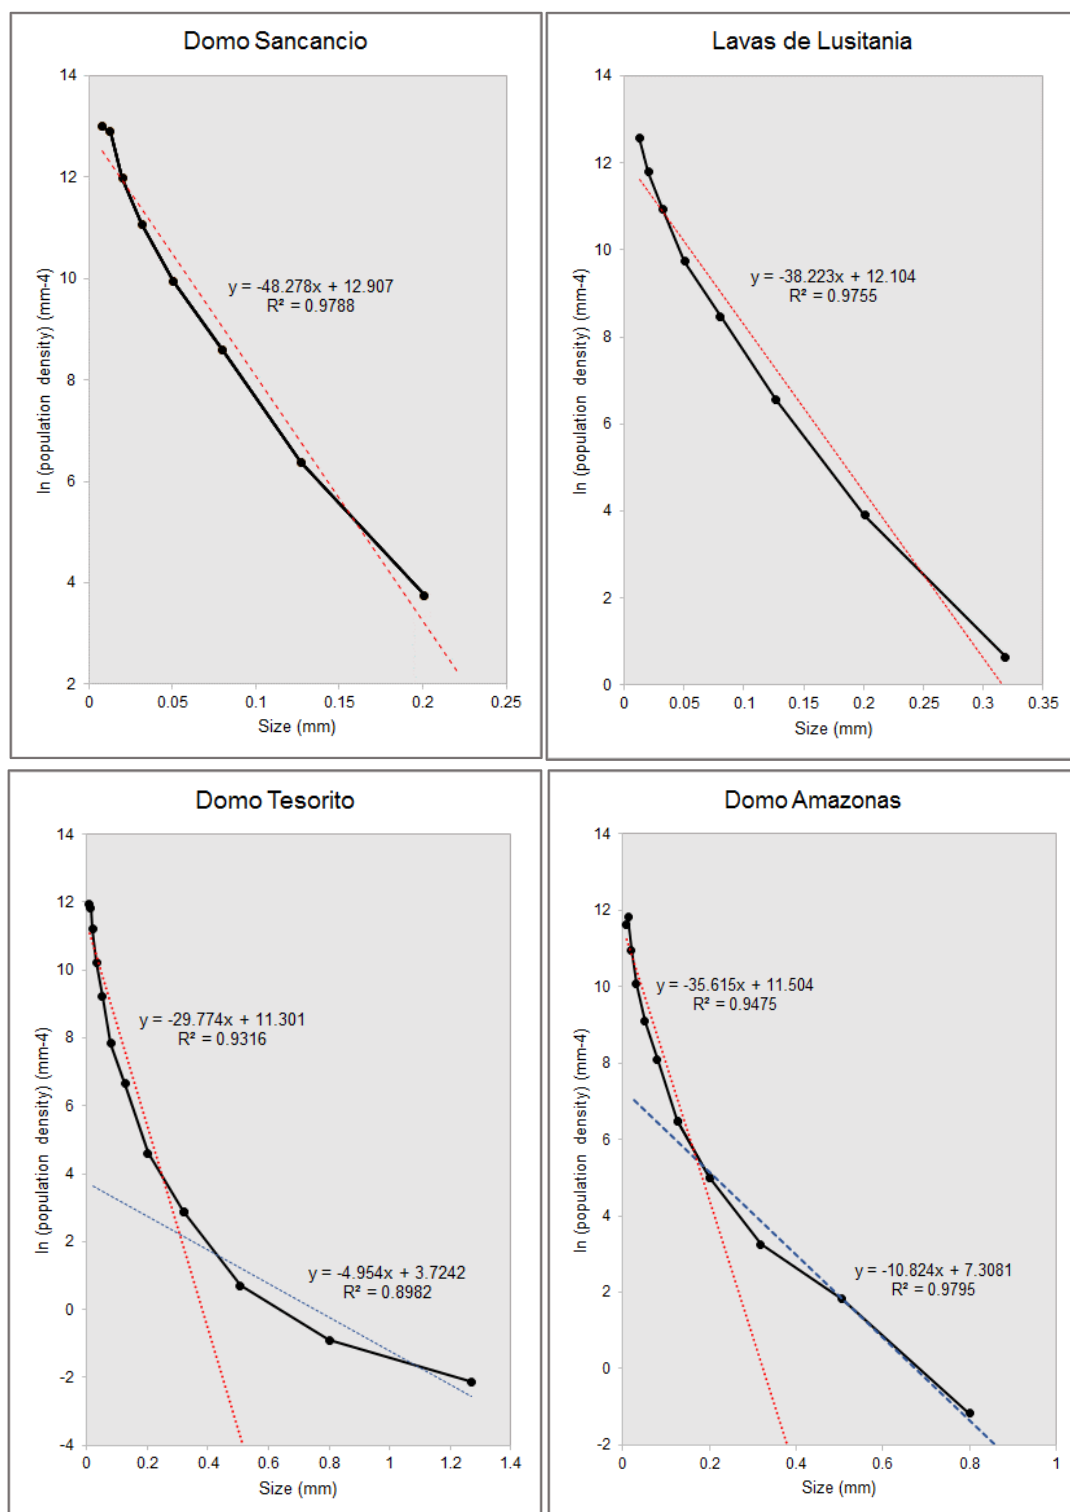 Domo Sancancio
14
12
10
8
6
4
2
ln (population density) (mm-4)
y = -48.278x + 12.907
R² = 0.9788
0 0.05 0.1 0.15 0.2 0.25
Size (mm)
Lavas de Lusitania
14
12
10
8
6
4
2
0
ln (population density) (mm-4)
y = -38.223x + 12.104
R² = 0.9755
0 0.05 0.1 0.15 0.2 0.25 0.3 0.35
Size (mm)
Domo Tesorito
14
12
10
8
6
4
2
0
-2
-4
ln (population density) (mm-4)
y = -29.774x + 11.301
R² = 0.9316
y = -4.954x + 3.7242
R² = 0.8982
0 0.2 0.4 0.6 0.8 1 1.2 1.4
Size (mm)
Domo Amazonas
14
12
10
8
6
4
2
0
-2
ln (population density) (mm-4)
y = -35.615x + 11.504
R² = 0.9475
y = -10.824x + 7.3081
R² = 0.9795
0 0.2 0.4 0.6 0.8 1
Size (mm)